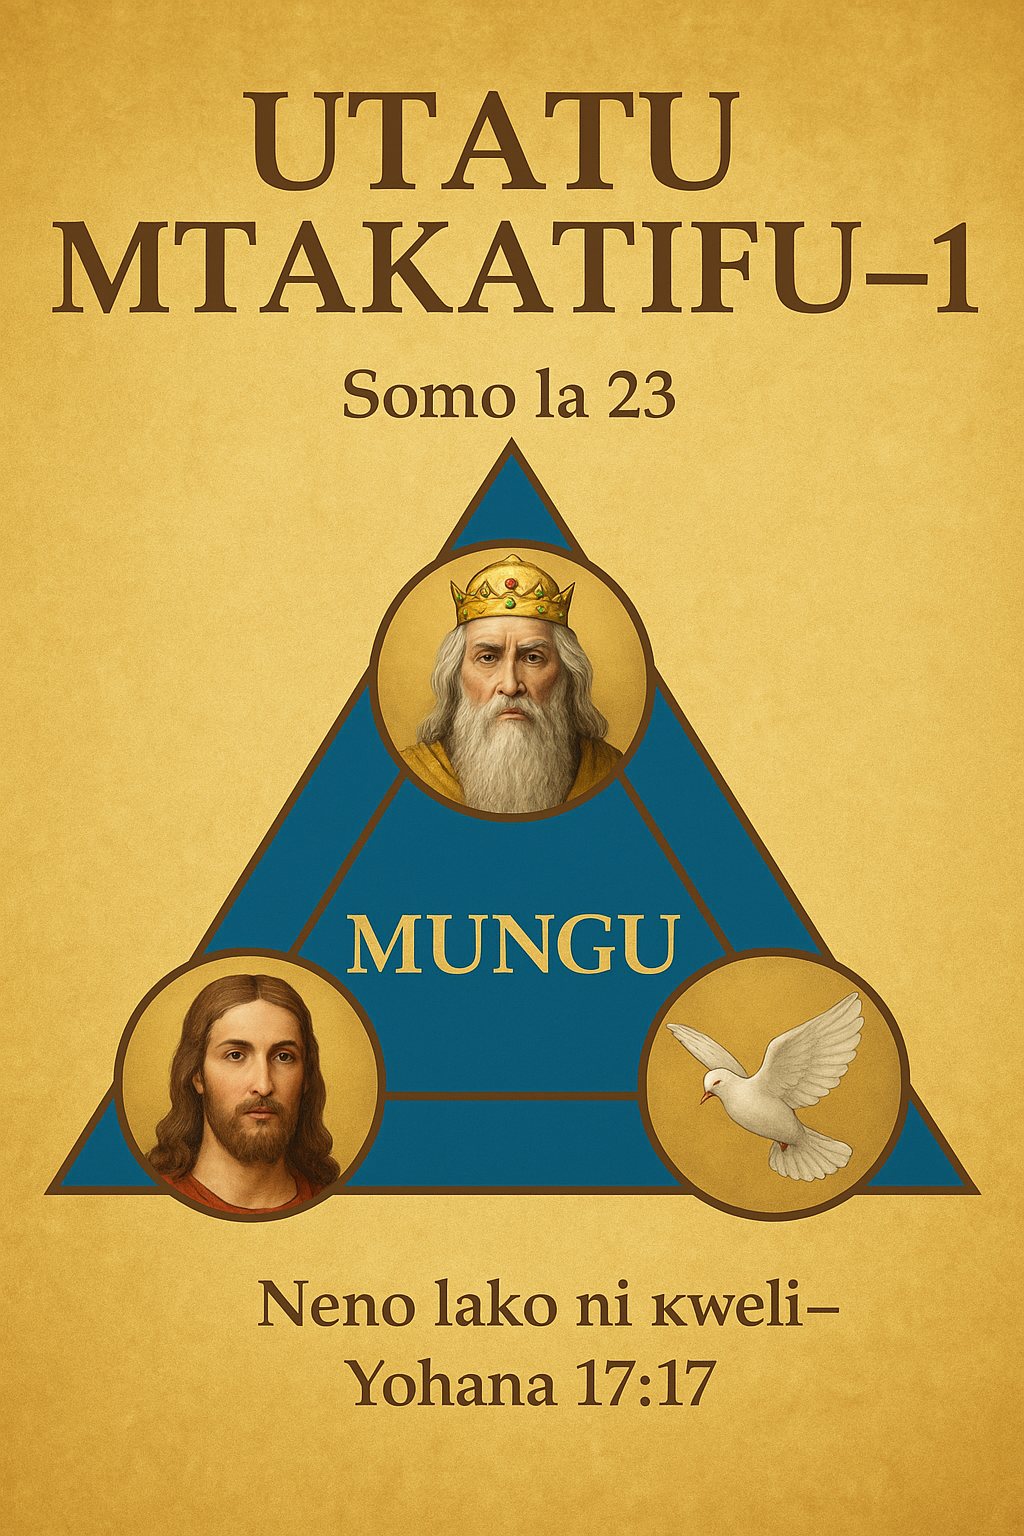 UTATU
MTAKATIFU–1
Somo la 23
MUNGU
Neno lako ni kweli–
Yohana 17:17